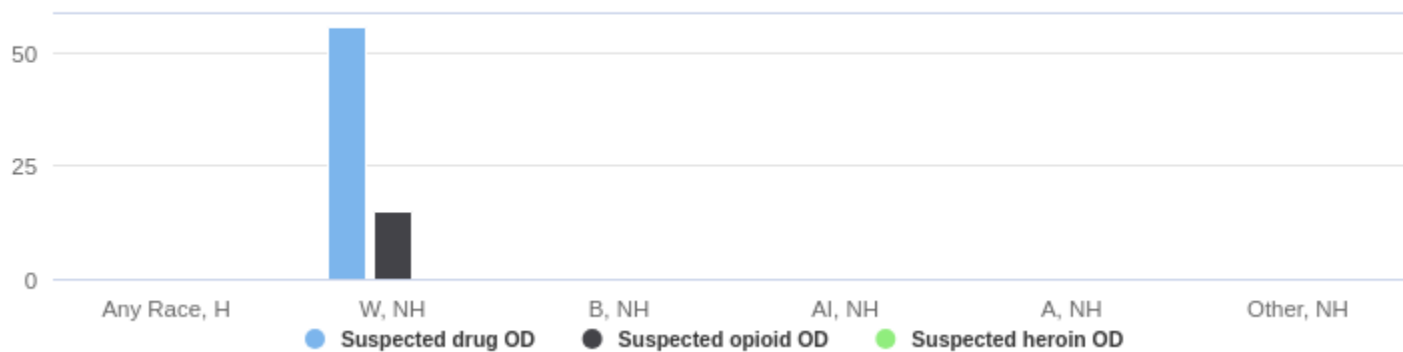 50
25
0
Any Race, H W, NH B, NH AI, NH A, NH Other, NH
Suspected drug OD Suspected opioid OD Suspected heroin OD